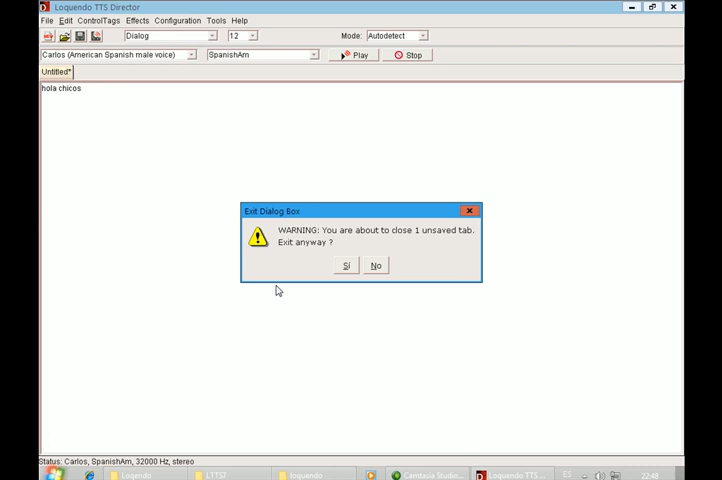 Loquendo TTS Director
File Edit ControlTags Effects Configuration Tools Help
Dialog 12 Mode: Autodetect
Carlos (American Spanish male voice) SpanishAm Play Stop
Untitled*
hola chicos
Exit Dialog Box
WARNING: You are about to close 1 unsaved tab.
Exit anyway ?
Sí No
Status: Carlos, SpanishAm, 32000 Hz, stereo
Loqendo LTTS7 loquendo Camtasia Studio... Loquendo TTS ... ES 22:48